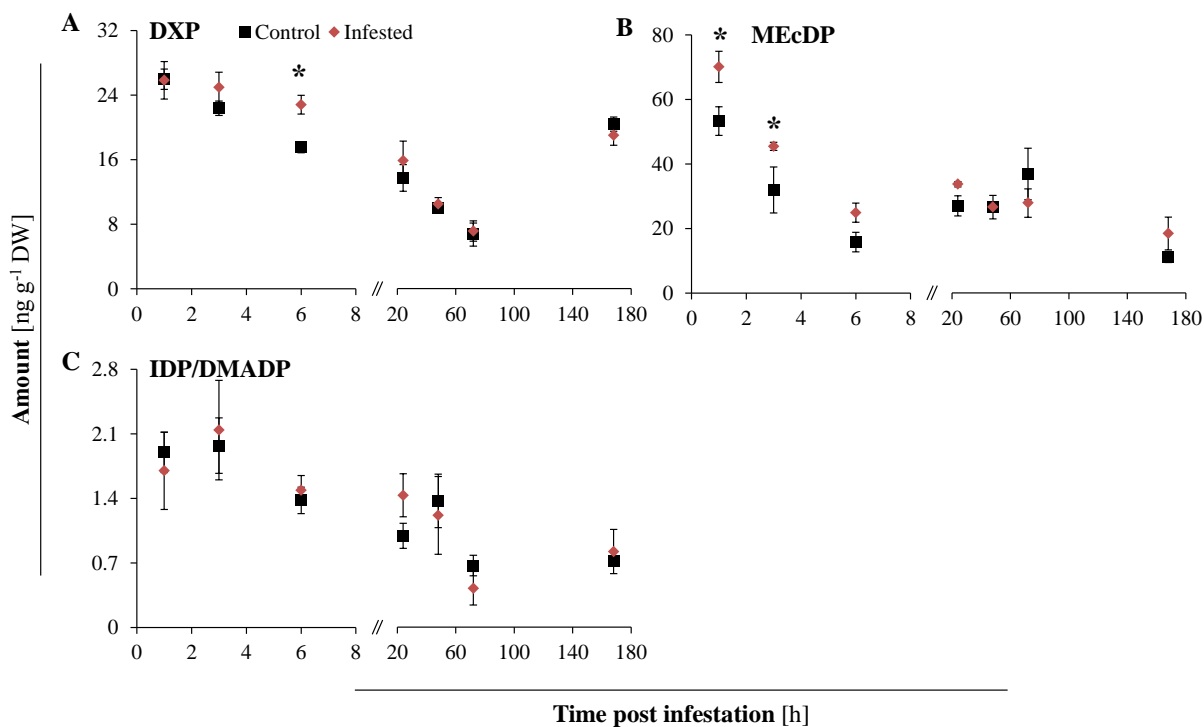 A
DXP
Control
Infested
32
24
16
8
0
*
0 2 4 6 8 // 20 60 100 140 180
B
MEcDP
80
60
40
20
0
*
*
0 2 4 6 8 // 20 60 100 140 180
C
IDP/DMADP
2.8
2.1
1.4
0.7
0
0 2 4 6 8 // 20 60 100 140 180
Amount [ng g⁻¹ DW]
Time post infestation [h]